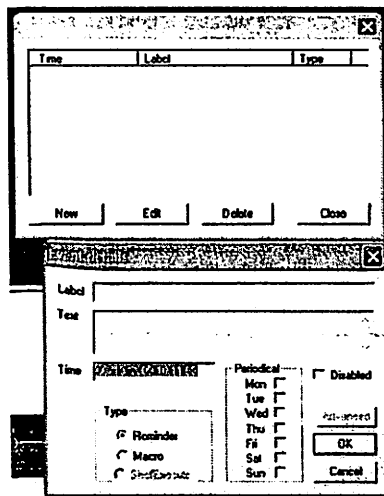 Time Label Type
New Edit Delete Close
Label
Text
Time
Periodical
Mon
Tue
Wed
Thu
Fri
Sat
Sun
Disabled
Type
Reminder
Macro
ShellExecute
Advanced
OK
Cancel